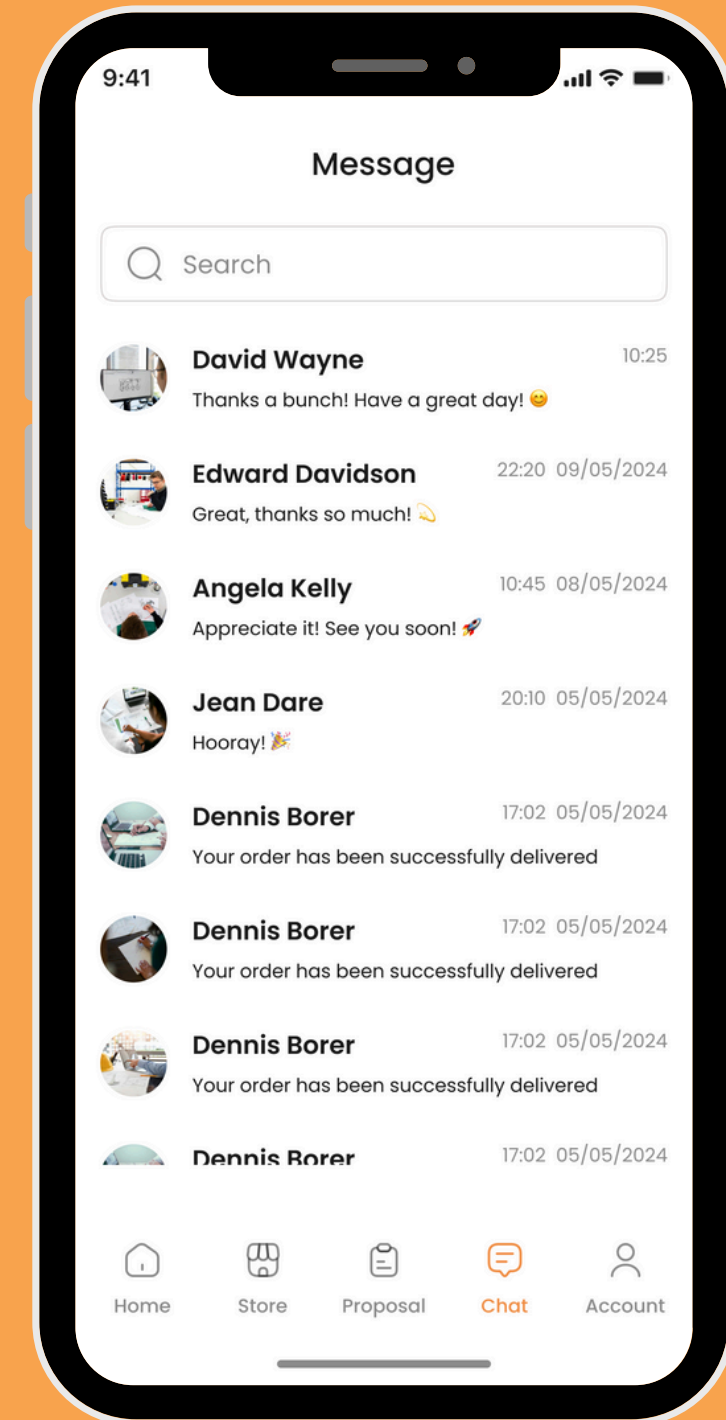 9:41
Message
Search
David Wayne 10:25
Thanks a bunch! Have a great day! 😊
Edward Davidson 22:20 09/05/2024
Great, thanks so much! 💫
Angela Kelly 10:45 08/05/2024
Appreciate it! See you soon! 🚀
Jean Dare 20:10 05/05/2024
Hooray! 🎉
Dennis Borer 17:02 05/05/2024
Your order has been successfully delivered
Dennis Borer 17:02 05/05/2024
Your order has been successfully delivered
Dennis Borer 17:02 05/05/2024
Your order has been successfully delivered
Dennis Borer 17:02 05/05/2024
Home Store Proposal Chat Account